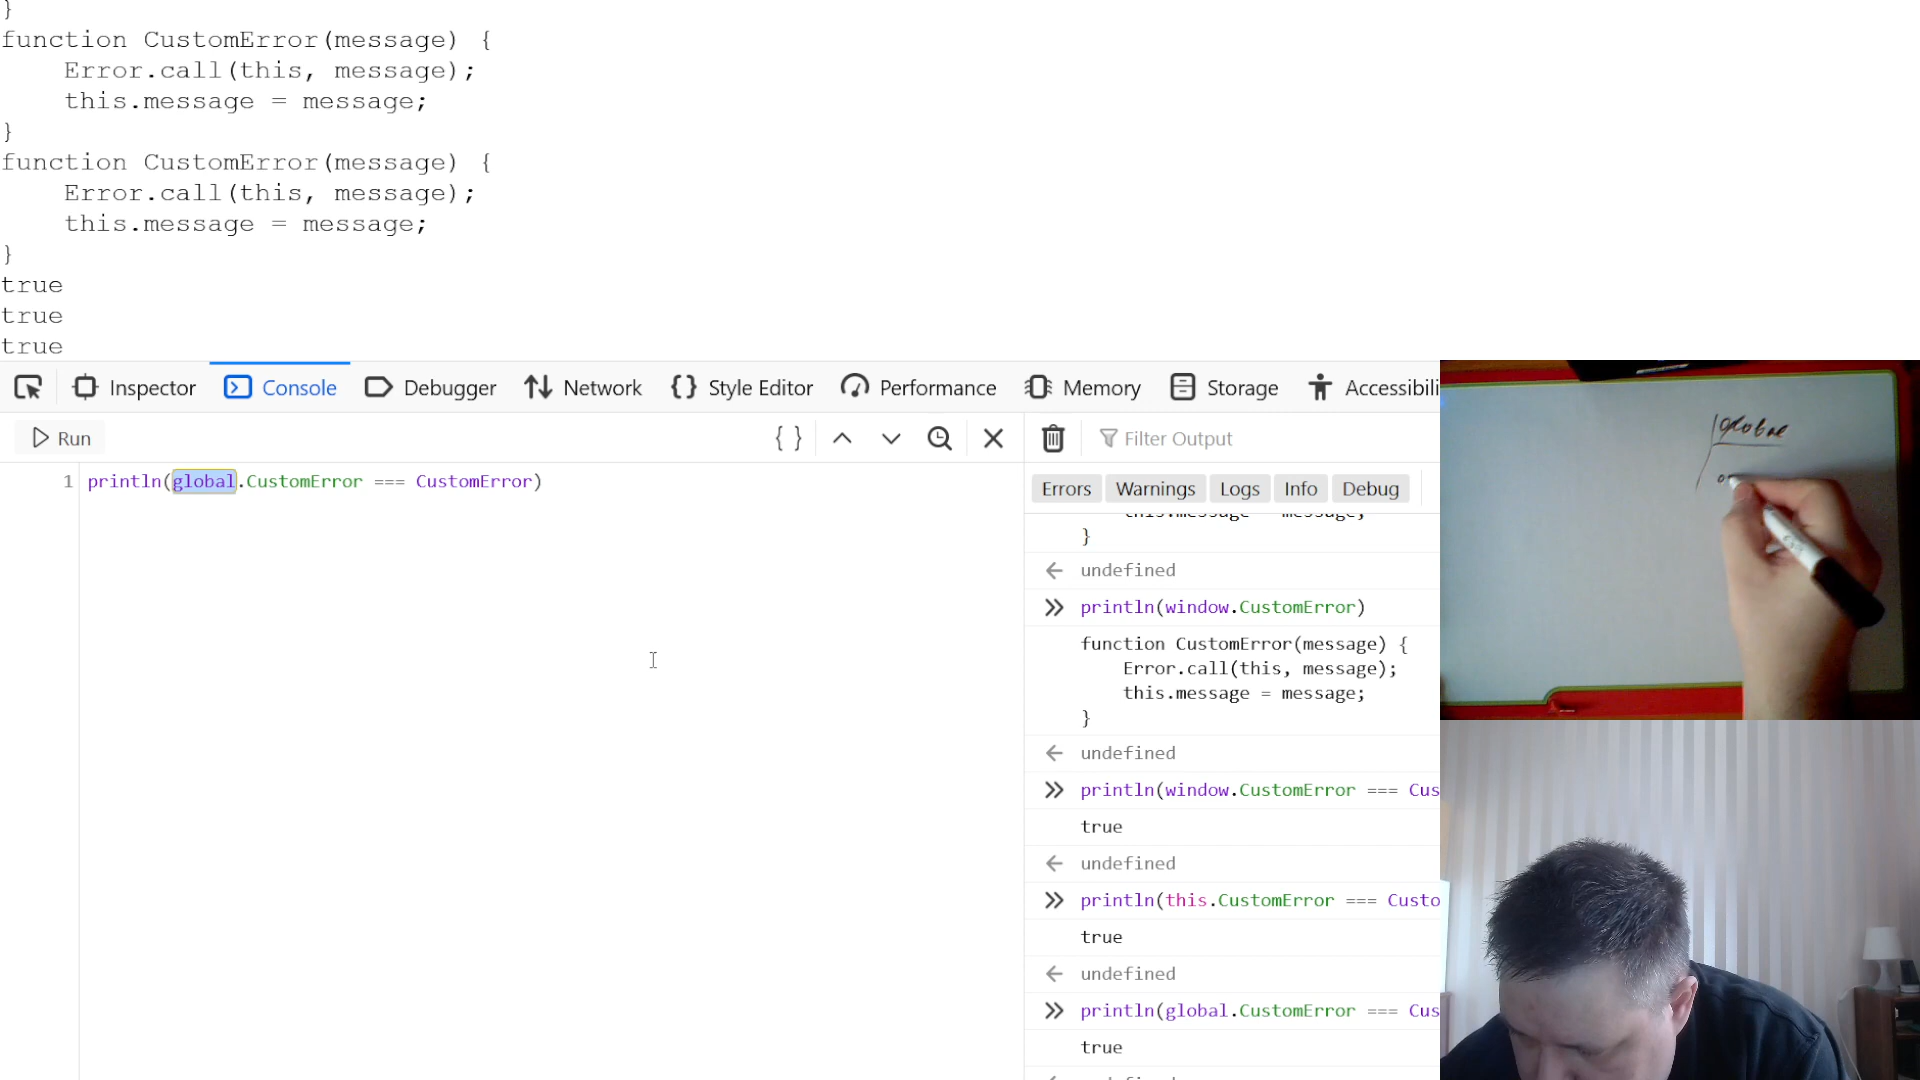 }
function CustomError(message) {
    Error.call(this, message);
    this.message = message;
}
function CustomError(message) {
    Error.call(this, message);
    this.message = message;
}
true
true
true
Inspector Console Debugger Network Style Editor Performance Memory Storage Accessibili
Run
Filter Output
1 println(global.CustomError === CustomError)
Errors Warnings Logs Info Debug
this.message = message;
}
undefined
println(window.CustomError)
function CustomError(message) {
    Error.call(this, message);
    this.message = message;
}
undefined
println(window.CustomError === Cus
true
undefined
println(this.CustomError === Custo
true
undefined
println(global.CustomError === Cus
true
global